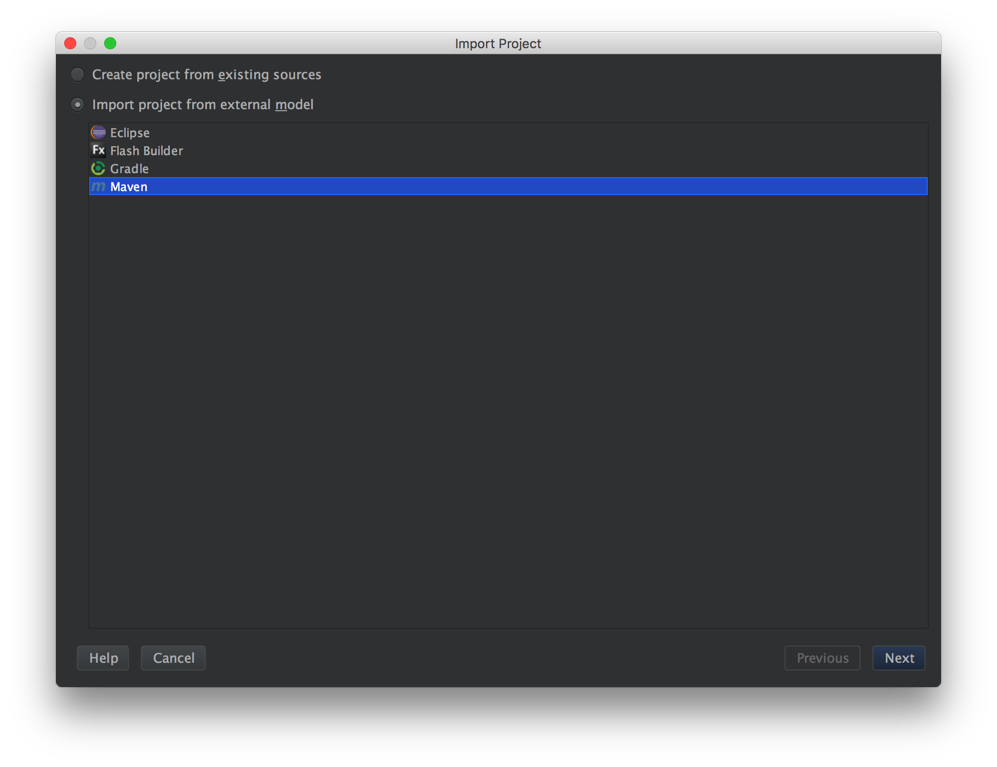 Import Project
Create project from existing sources
Import project from external model
Eclipse
Fx Flash Builder
Gradle
m Maven
Help Cancel Previous Next